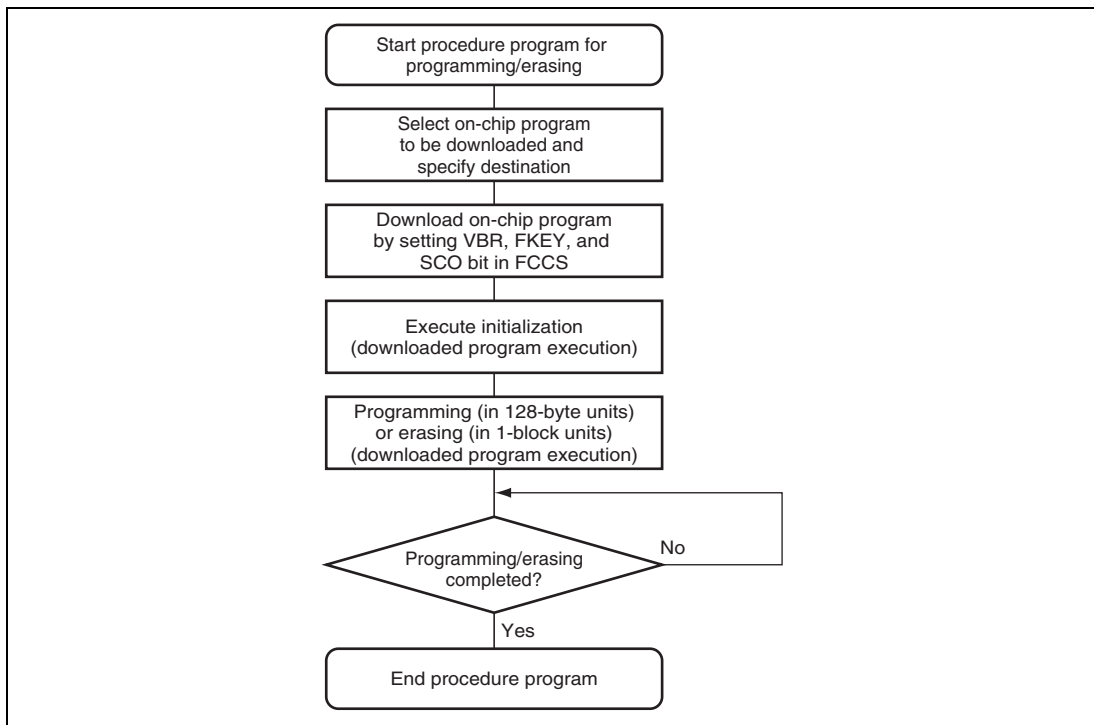 Start procedure program for
programming/erasing
Select on-chip program
to be downloaded and
specify destination
Download on-chip program
by setting VBR, FKEY, and
SCO bit in FCCS
Execute initialization
(downloaded program execution)
Programming (in 128-byte units)
or erasing (in 1-block units)
(downloaded program execution)
Programming/erasing
completed?
No
Yes
End procedure program